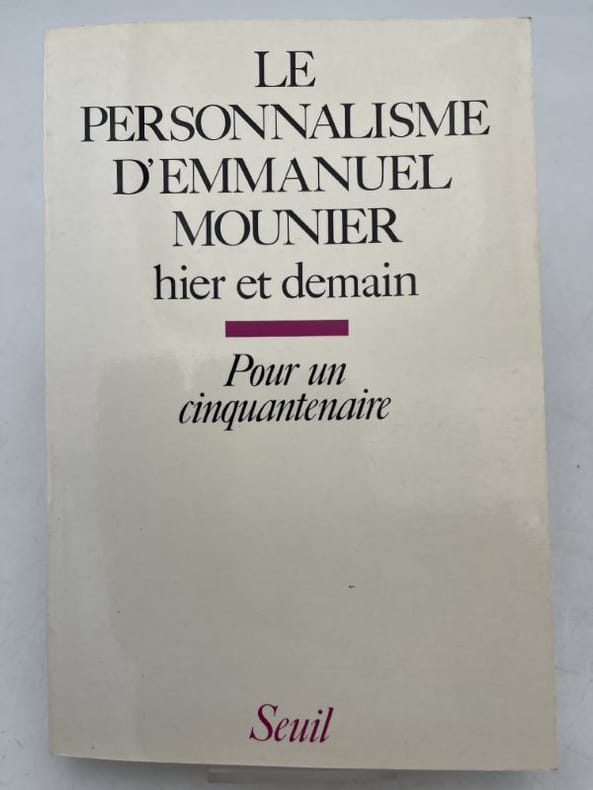 LE
PERSONNALISME
D'EMMANUEL
MOUNIER
hier et demain
Pour un
cinquantenaire
Seuil